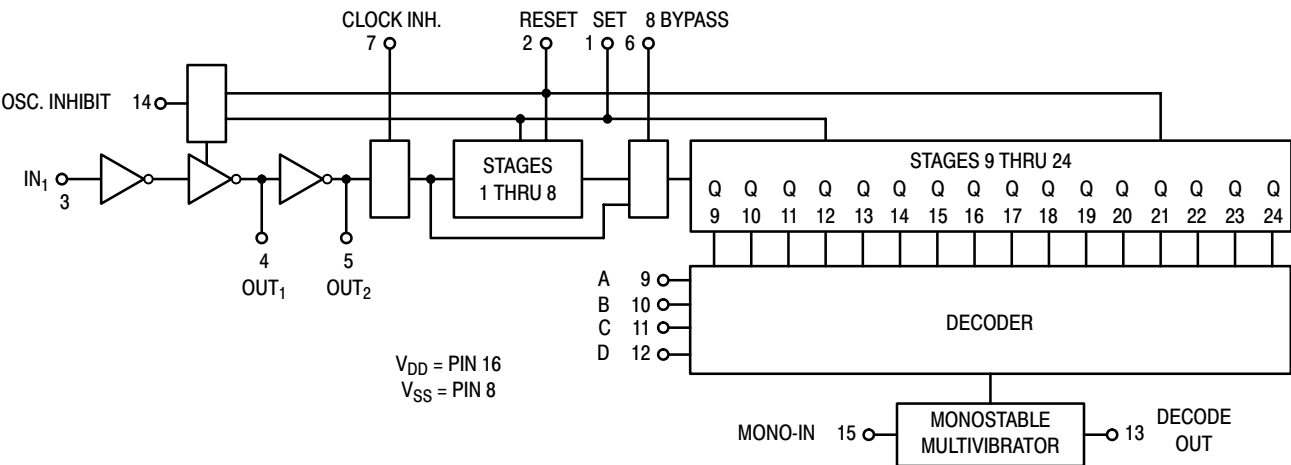 CLOCK INH. RESET SET 8 BYPASS
7 2 1 6
OSC. INHIBIT 14
IN1
3
STAGES
1 THRU 8
STAGES 9 THRU 24
Q Q Q Q Q Q Q Q Q Q Q Q Q Q Q Q
9 10 11 12 13 14 15 16 17 18 19 20 21 22 23 24
4 5
OUT1 OUT2
A 9
B 10
C 11
D 12
DECODER
VDD = PIN 16
VSS = PIN 8
MONO-IN 15
MONOSTABLE
MULTIVIBRATOR
13 DECODE
OUT